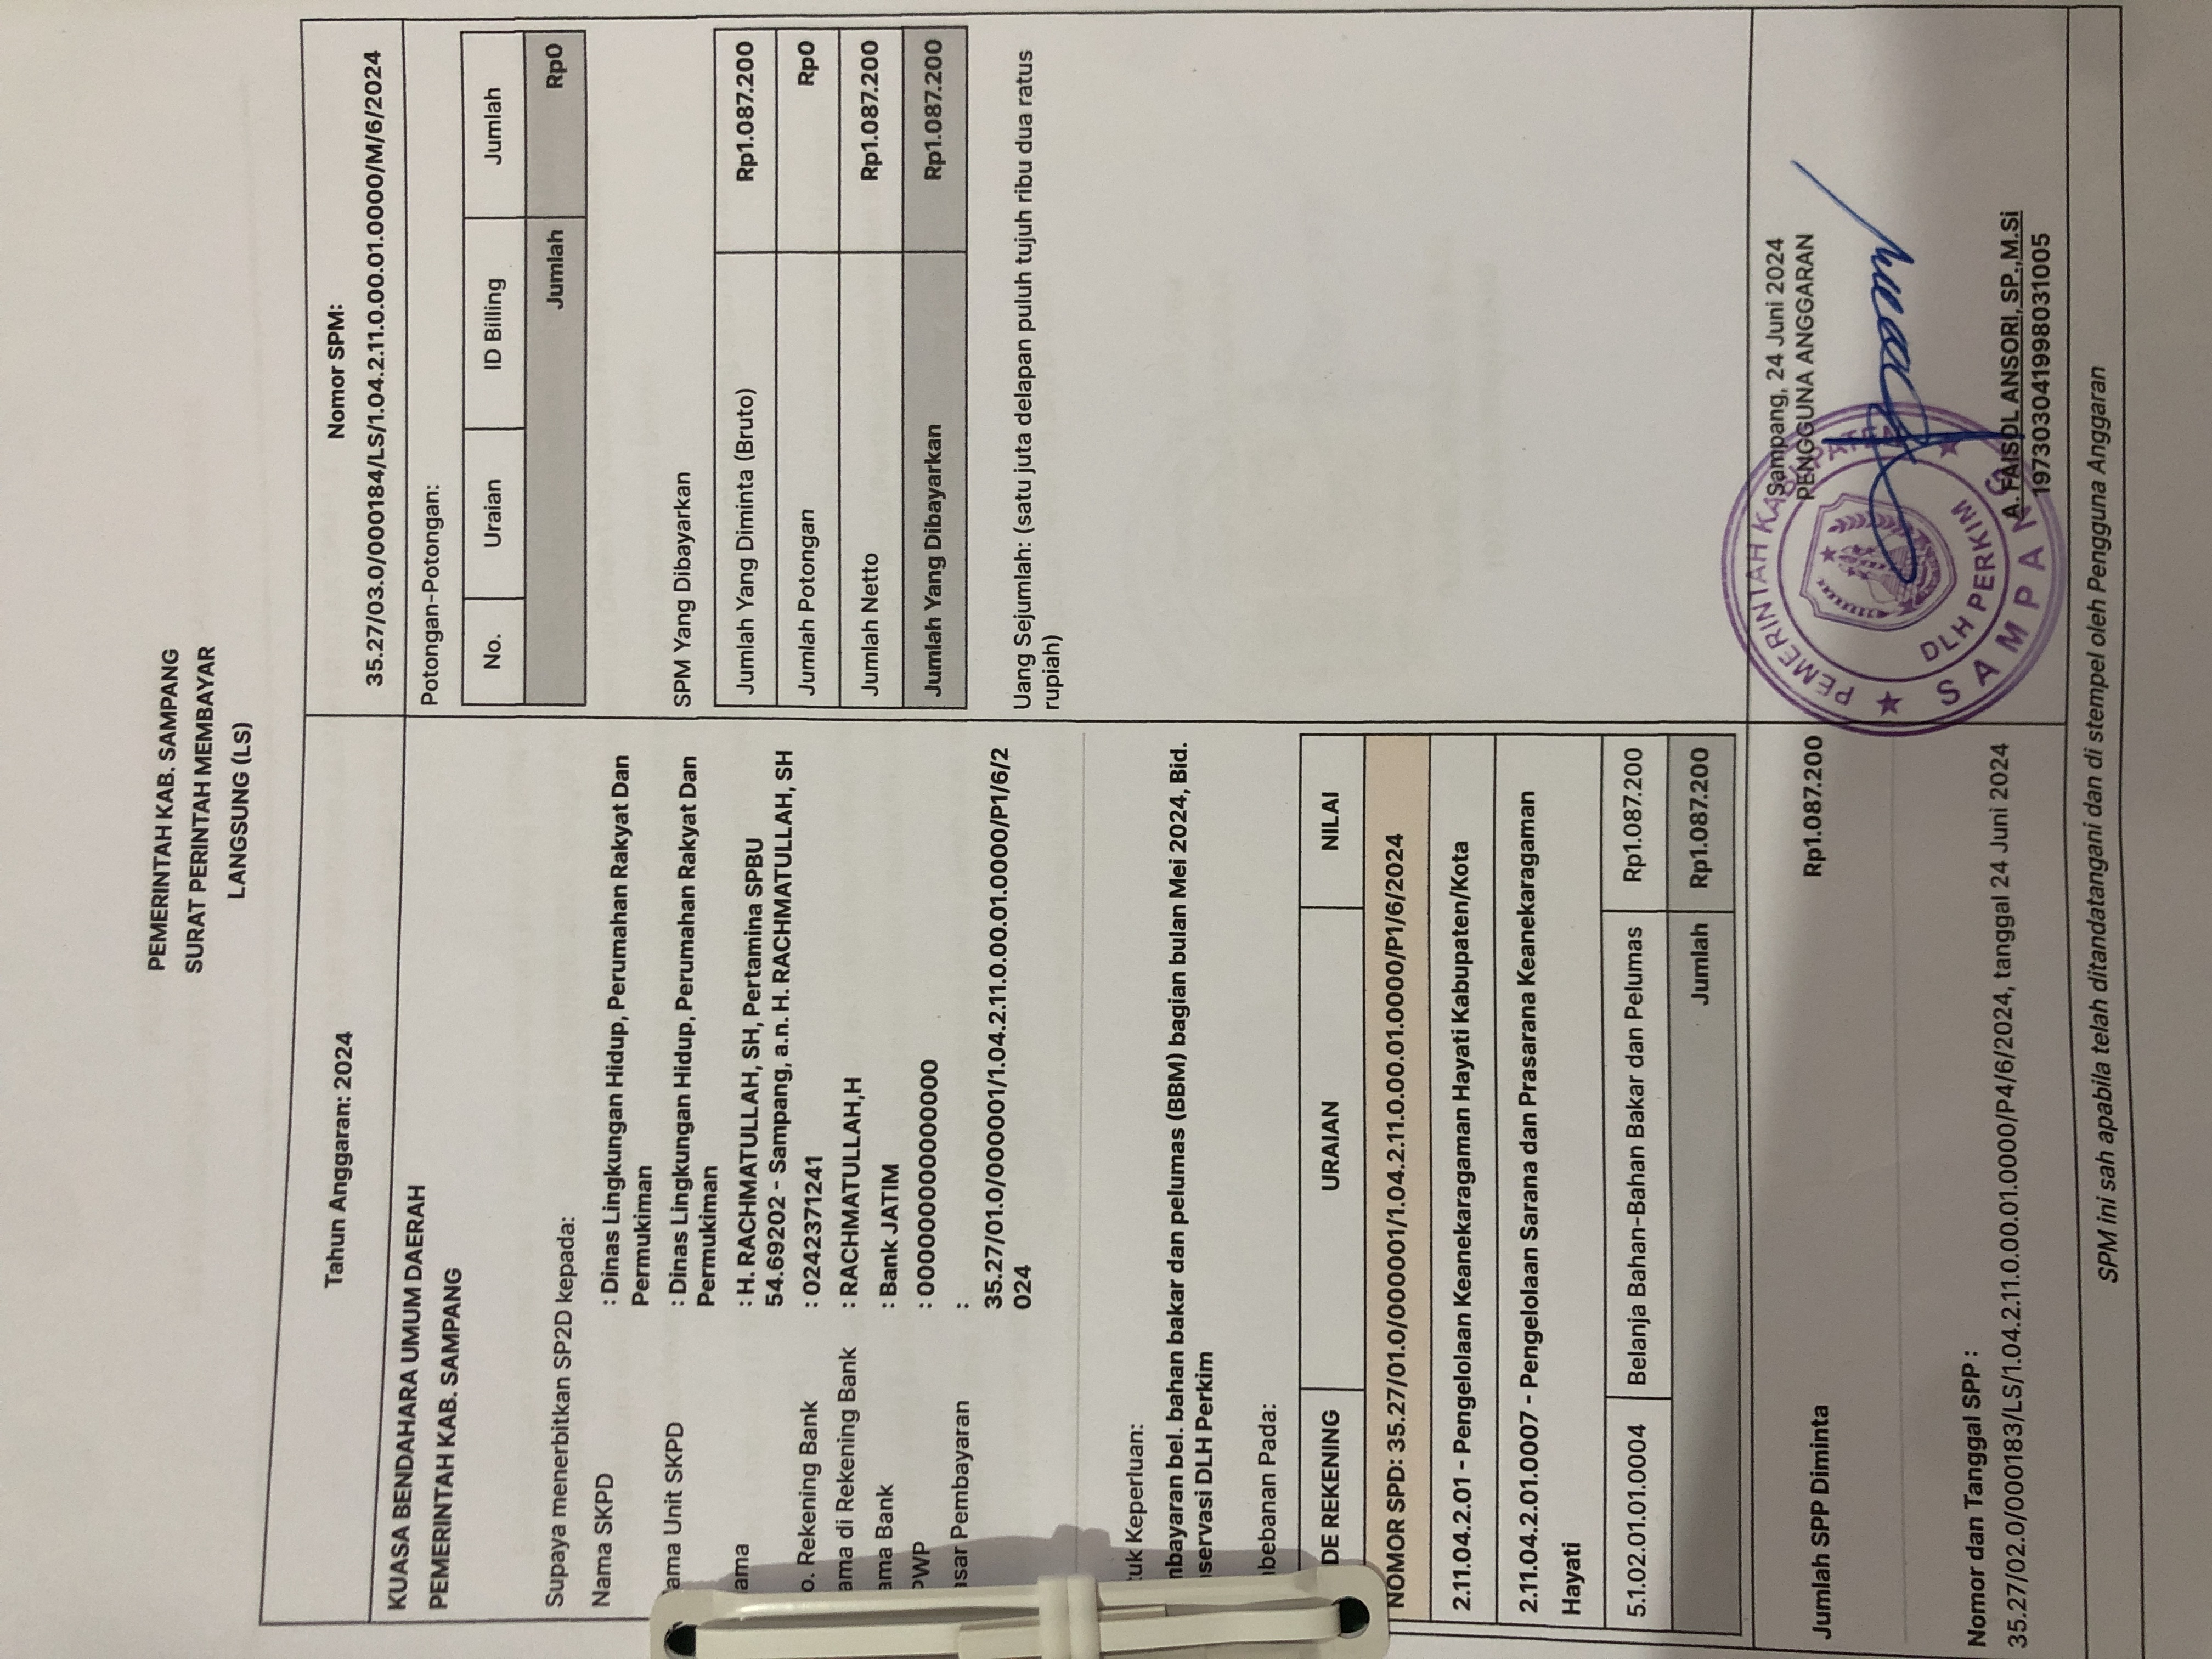 PEMERINTAH KAB. SAMPANG
SURAT PERINTAH MEMBAYAR
LANGSUNG (LS)
Tahun Anggaran: 2024
Nomor SPM:
35.27/03.0/000184/LS/1.04.2.11.0.00.01.0000/M/6/2024
KUASA BENDAHARA UMUM DAERAH
PEMERINTAH KAB. SAMPANG
Supaya menerbitkan SP2D kepada:
Nama SKPD : Dinas Lingkungan Hidup, Perumahan Rakyat Dan
Permukiman
ama Unit SKPD : Dinas Lingkungan Hidup, Perumahan Rakyat Dan
Permukiman
ama : H. RACHMATULLAH, SH, Pertamina SPBU
54.69202 - Sampang, a.n. H. RACHMATULLAH, SH
o. Rekening Bank : 0242371241
ama di Rekening Bank : RACHMATULLAH,H
ama Bank : Bank JATIM
PWP : 000000000000000
asar Pembayaran :
35.27/01.0/000001/1.04.2.11.0.00.01.0000/P1/6/2
024
tuk Keperluan:
mbayaran bel. bahan bakar dan pelumas (BBM) bagian bulan Mei 2024, Bid.
servasi DLH Perkim
bebanan Pada:
DE REKENING URAIAN NILAI
NOMOR SPD: 35.27/01.0/000001/1.04.2.11.0.00.01.0000/P1/6/2024
2.11.04.2.01 - Pengelolaan Keanekaragaman Hayati Kabupaten/Kota
2.11.04.2.01.0007 - Pengelolaan Sarana dan Prasarana Keanekaragaman
Hayati
5.1.02.01.01.0004 Belanja Bahan-Bahan Bakar dan Pelumas Rp1.087.200
Jumlah Rp1.087.200
Potongan-Potongan:
No. Uraian ID Billing Jumlah
Jumlah Rp0
SPM Yang Dibayarkan
Jumlah Yang Diminta (Bruto) Rp1.087.200
Jumlah Potongan Rp0
Jumlah Netto Rp1.087.200
Jumlah Yang Dibayarkan Rp1.087.200
Uang Sejumlah: (satu juta delapan puluh tujuh ribu dua ratus
rupiah)
Jumlah SPP Diminta Rp1.087.200
Nomor dan Tanggal SPP :
35.27/02.0/000183/LS/1.04.2.11.0.00.01.0000/P4/6/2024, tanggal 24 Juni 2024
Sampang, 24 Juni 2024
PENGGUNA ANGGARAN
PEMERINTAH KABUPATEN
DLH PERKIM
SAMPANG
A. FAISOL ANSORI, SP.,M.Si
197303041998031005
SPM ini sah apabila telah ditandatangani dan di stempel oleh Pengguna Anggaran